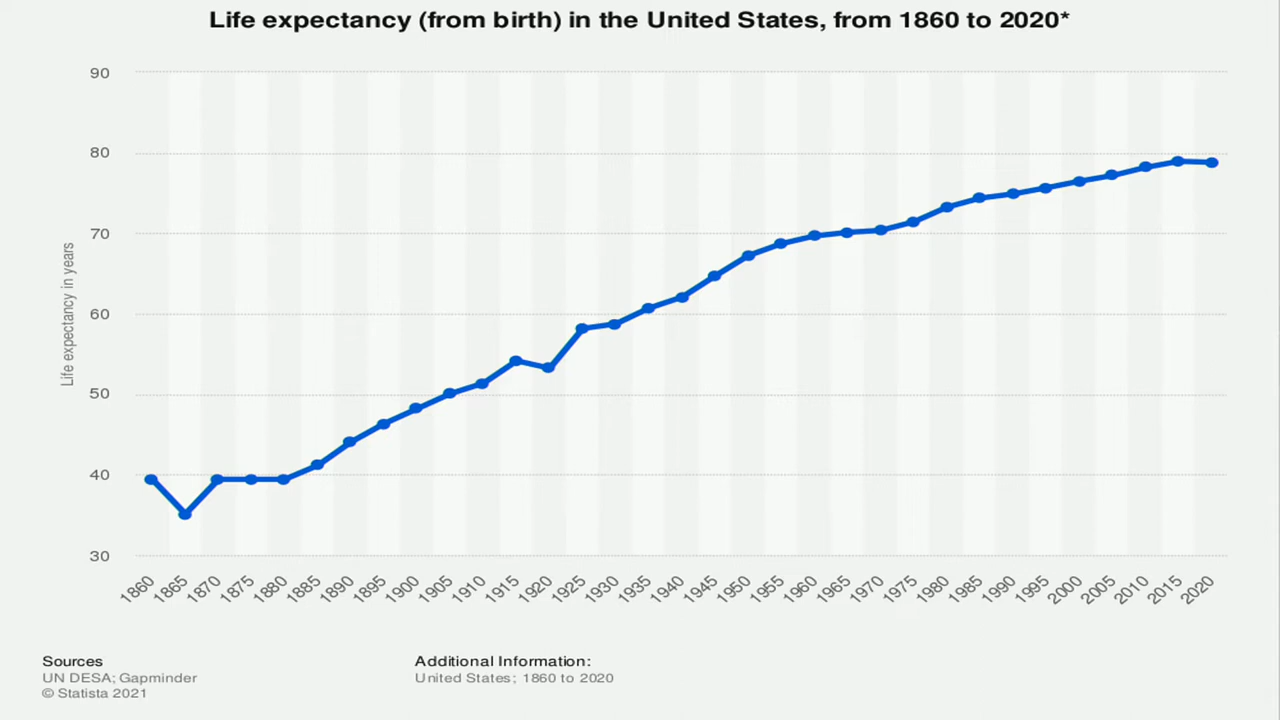 Life expectancy (from birth) in the United States, from 1860 to 2020*
90
80
70
60
50
40
30
Life expectancy in years
1860 1865 1870 1875 1880 1885 1890 1895 1900 1905 1910 1915 1920 1925 1930 1935 1940 1945 1950 1955 1960 1965 1970 1975 1980 1985 1990 1995 2000 2005 2010 2015 2020
Sources
UN DESA; Gapminder
© Statista 2021
Additional Information:
United States; 1860 to 2020